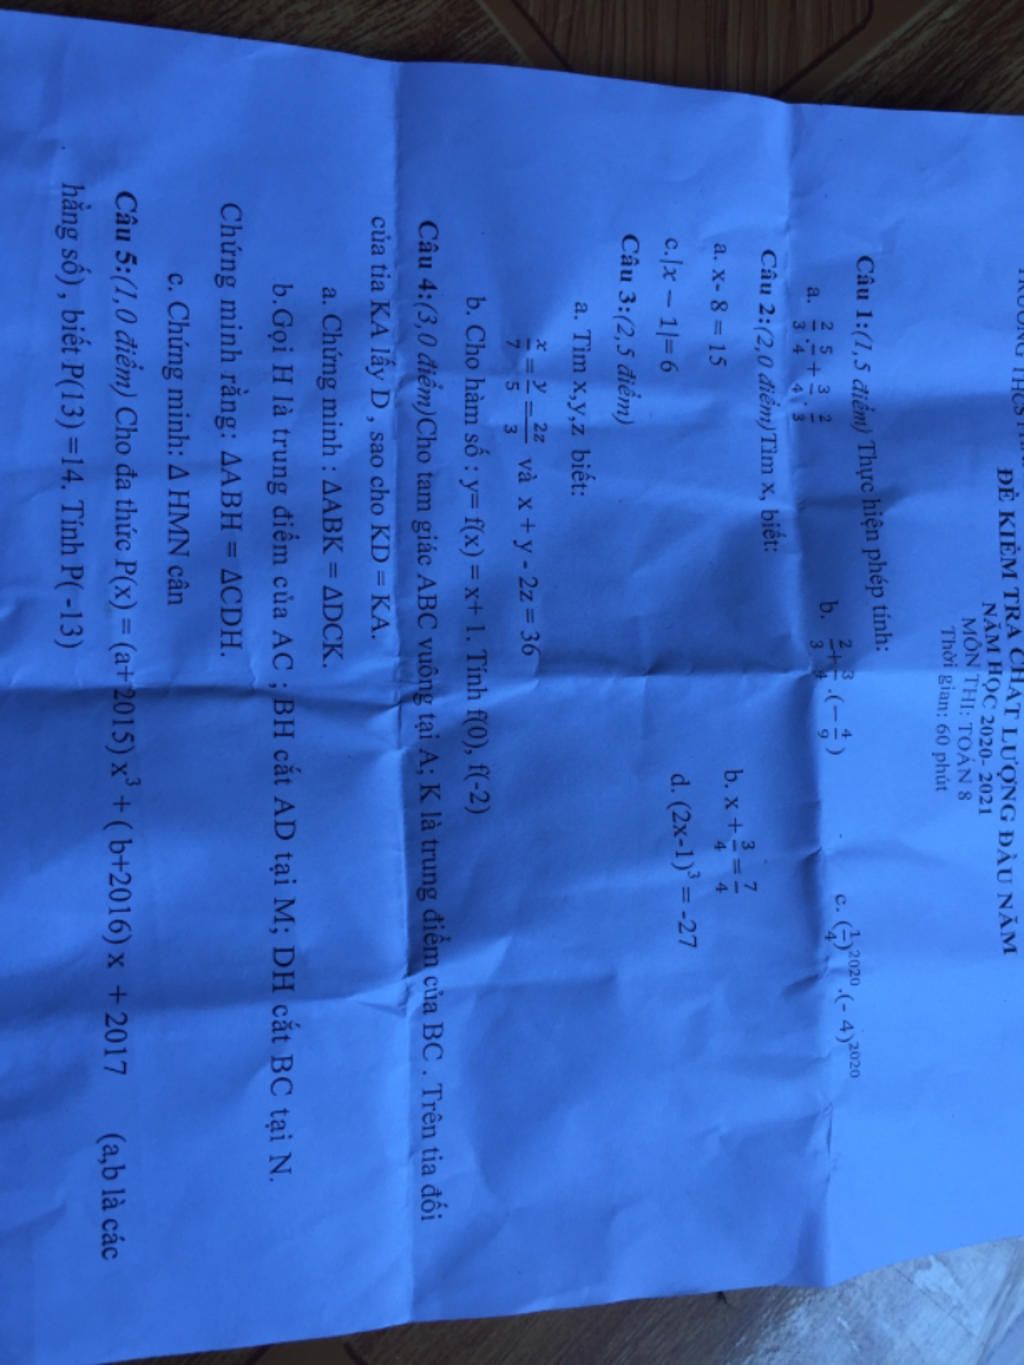 ĐỀ KIỂM TRA CHẤT LƯỢNG ĐẦU NĂM
NĂM HỌC 2020- 2021
MÔN THI: TOÁN 8
Thời gian: 60 phút
Câu 1:(1,5 điểm) Thực hiện phép tính:
a. 2/3 . 5/4 + 3/4 . 2/3 b. 2/3 + 3/4 .(− 4/9 ) c. (1/4)^2020 .(- 4)^2020
Câu 2:(2,0 điểm)Tìm x, biết:
a. x- 8 = 15 b. x + 3/4 = 7/4
c.|x − 1|= 6 d. (2x-1)³ = -27
Câu 3:(2,5 điểm)
a. Tìm x,y,z biết:
x/7 = y/5 = 2z/3 và x + y - 2z = 36
b. Cho hàm số : y= f(x) = x+ 1. Tính f(0), f(-2)
Câu 4:(3,0 điểm)Cho tam giác ABC vuông tại A; K là trung điểm của BC . Trên tia đối
của tia KA lấy D , sao cho KD = KA.
a. Chứng minh : ΔABK = ΔDCK.
b.Gọi H là trung điểm của AC ; BH cắt AD tại M; DH cắt BC tại N.
Chứng minh rằng: ΔABH = ΔCDH.
c. Chứng minh: Δ HMN cân
Câu 5:(1,0 điểm) Cho đa thức P(x) = (a+ 2015) x³ + ( b+2016) x + 2017 (a,b là các
hằng số) , biết P(13) =14. Tính P( -13)